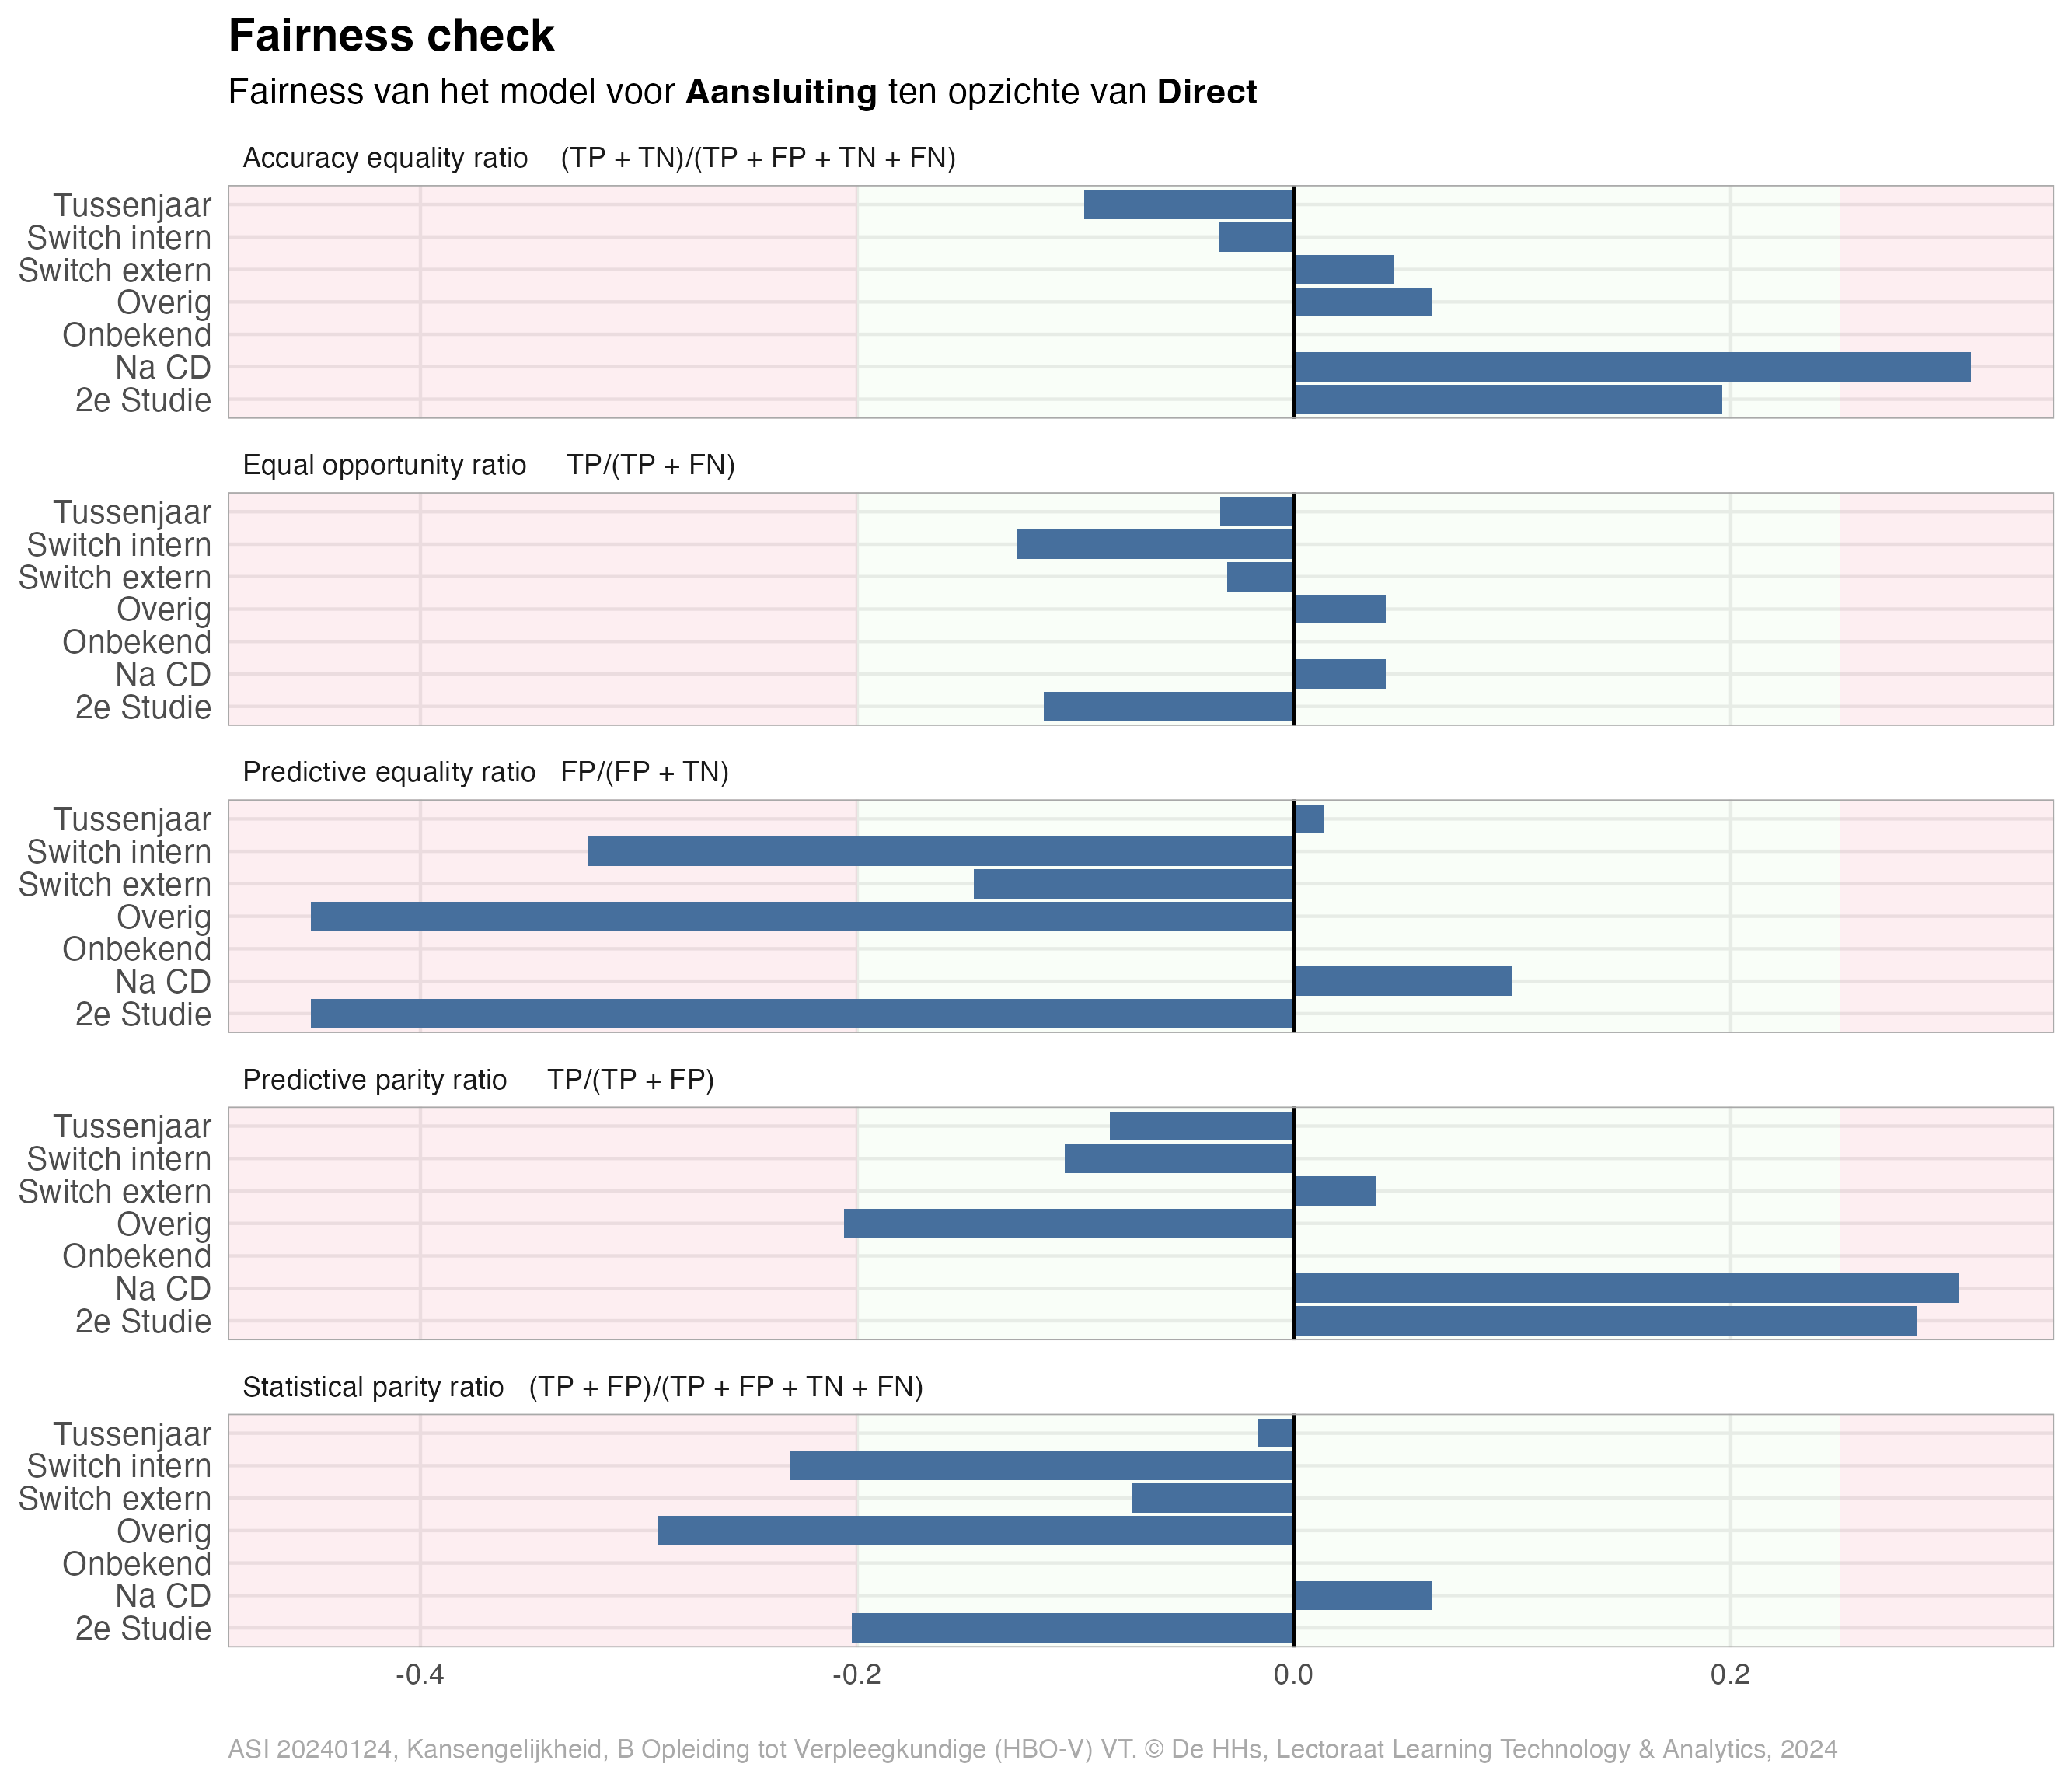 Fairness check
Fairness van het model voor Aansluiting ten opzichte van Direct
Accuracy equality ratio (TP + TN)/(TP + FP + TN + FN)
Tussenjaar
Switch intern
Switch extern
Overig
Onbekend
Na CD
2e Studie
Equal opportunity ratio TP/(TP + FN)
Tussenjaar
Switch intern
Switch extern
Overig
Onbekend
Na CD
2e Studie
Predictive equality ratio FP/(FP + TN)
Tussenjaar
Switch intern
Switch extern
Overig
Onbekend
Na CD
2e Studie
Predictive parity ratio TP/(TP + FP)
Tussenjaar
Switch intern
Switch extern
Overig
Onbekend
Na CD
2e Studie
Statistical parity ratio (TP + FP)/(TP + FP + TN + FN)
Tussenjaar
Switch intern
Switch extern
Overig
Onbekend
Na CD
2e Studie
-0.4 -0.2 0.0 0.2
ASI 20240124, Kansengelijkheid, B Opleiding tot Verpleegkundige (HBO-V) VT. © De HHs, Lectoraat Learning Technology & Analytics, 2024